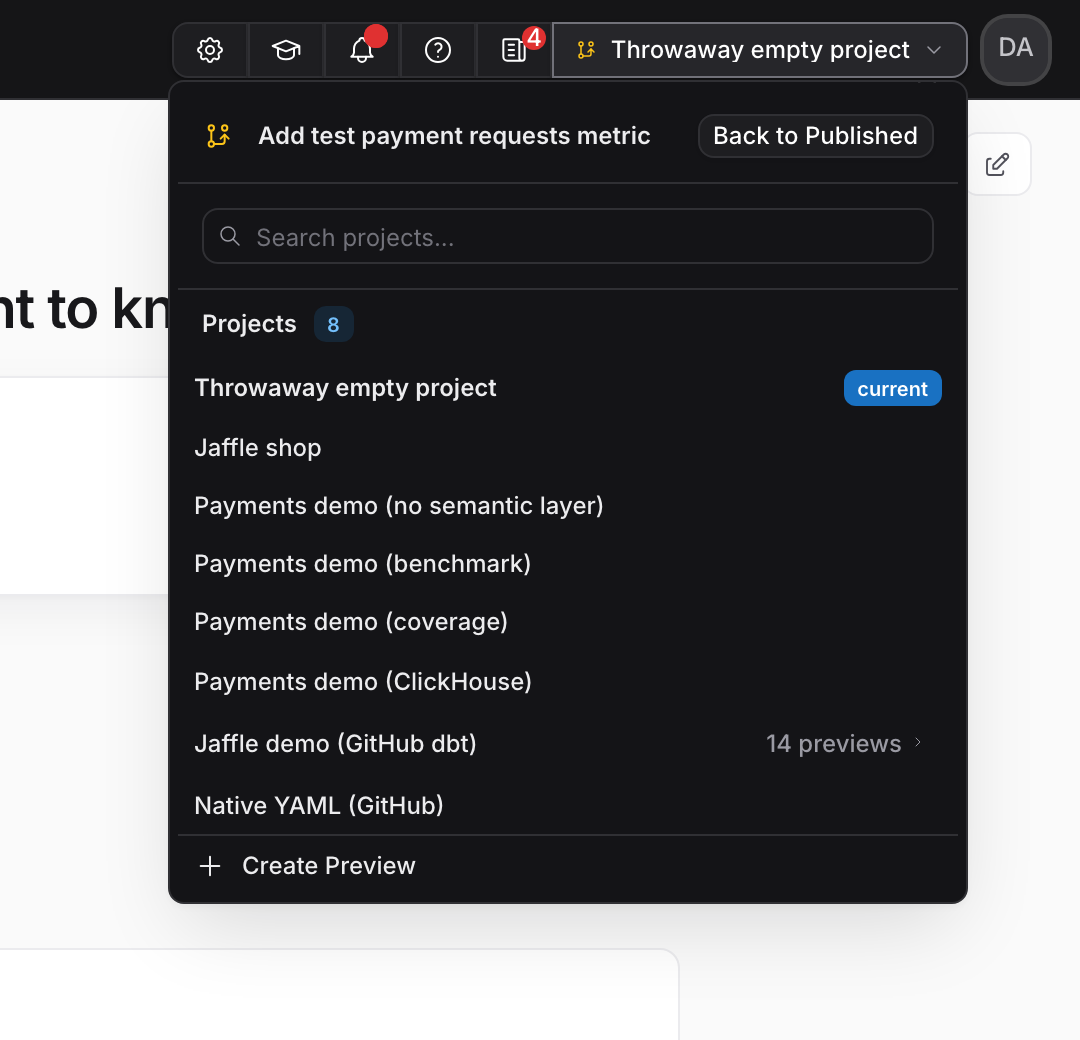 4
Throwaway empty project
DA
Add test payment requests metric
Back to Published
Search projects...
nt to kn
Projects 8
Throwaway empty project
current
Jaffle shop
Payments demo (no semantic layer)
Payments demo (benchmark)
Payments demo (coverage)
Payments demo (ClickHouse)
Jaffle demo (GitHub dbt)
14 previews
Native YAML (GitHub)
Create Preview